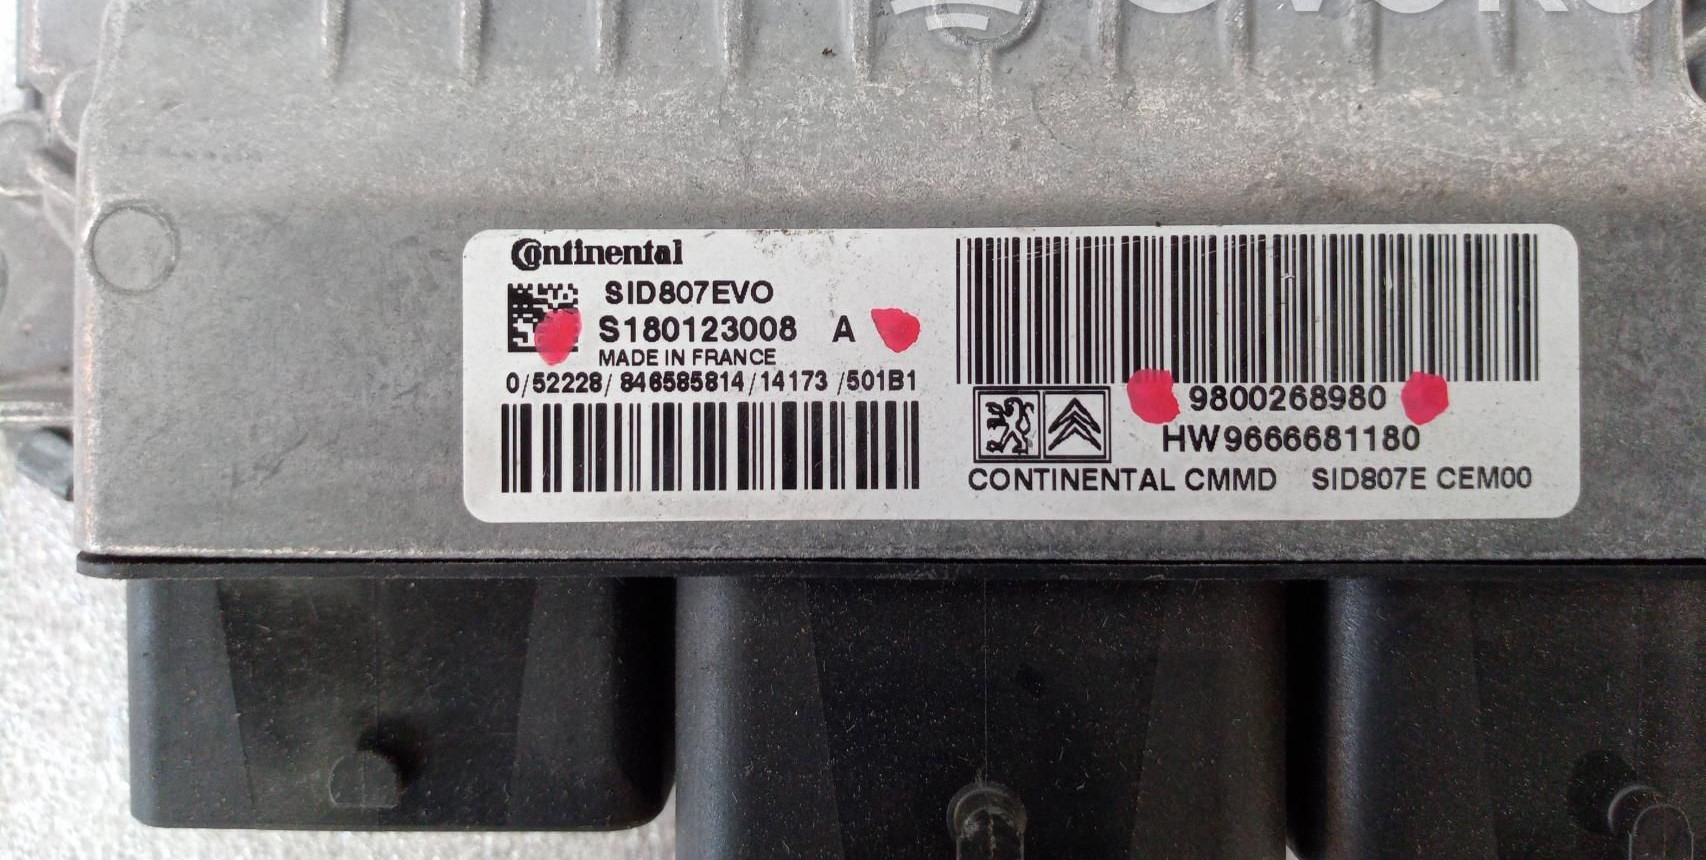 Continental
SID807EVO
S180123008 A
MADE IN FRANCE
0/52228/846585814/14173/501B1
9800268980
HW9666681180
CONTINENTAL CMMD SID807E CEM00